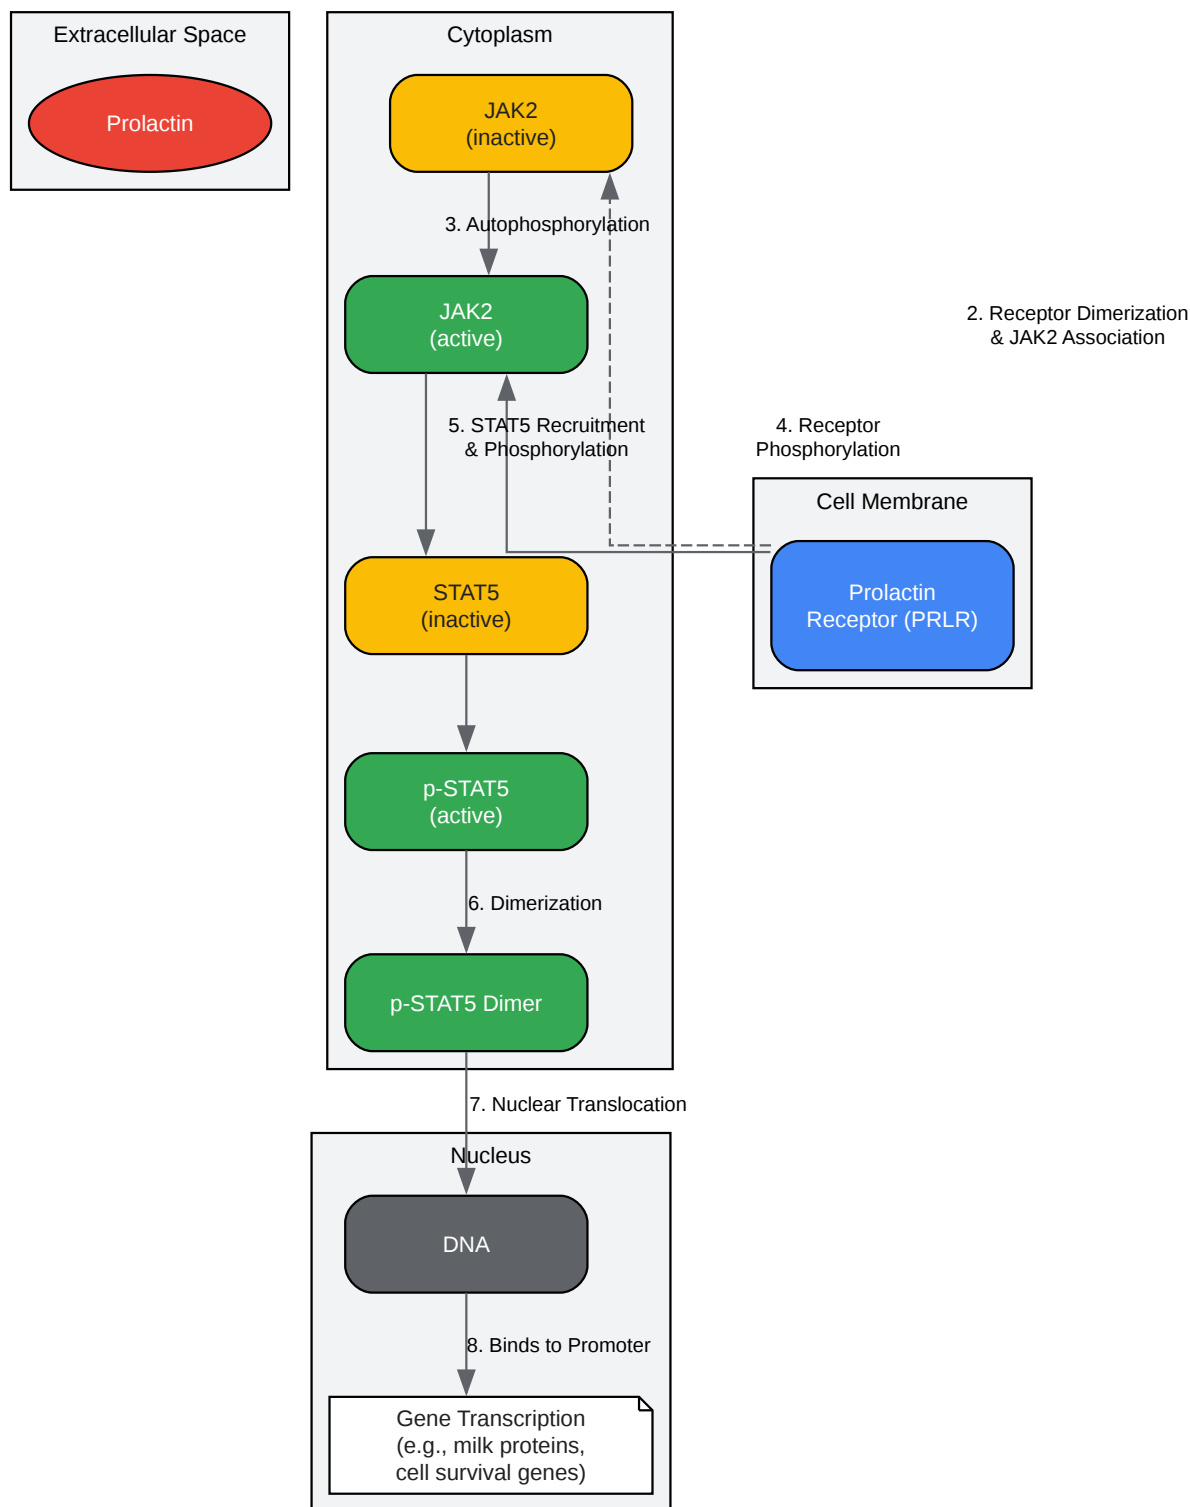 Extracellular Space
Prolactin
Cytoplasm
JAK2
(inactive)
3. Autophosphorylation
JAK2
(active)
2. Receptor Dimerization
& JAK2 Association
5. STAT5 Recruitment
& Phosphorylation
4. Receptor
Phosphorylation
Cell Membrane
Prolactin
Receptor (PRLR)
STAT5
(inactive)
p-STAT5
(active)
6. Dimerization
p-STAT5 Dimer
7. Nuclear Translocation
Nucleus
DNA
8. Binds to Promoter
Gene Transcription
(e.g., milk proteins,
cell survival genes)